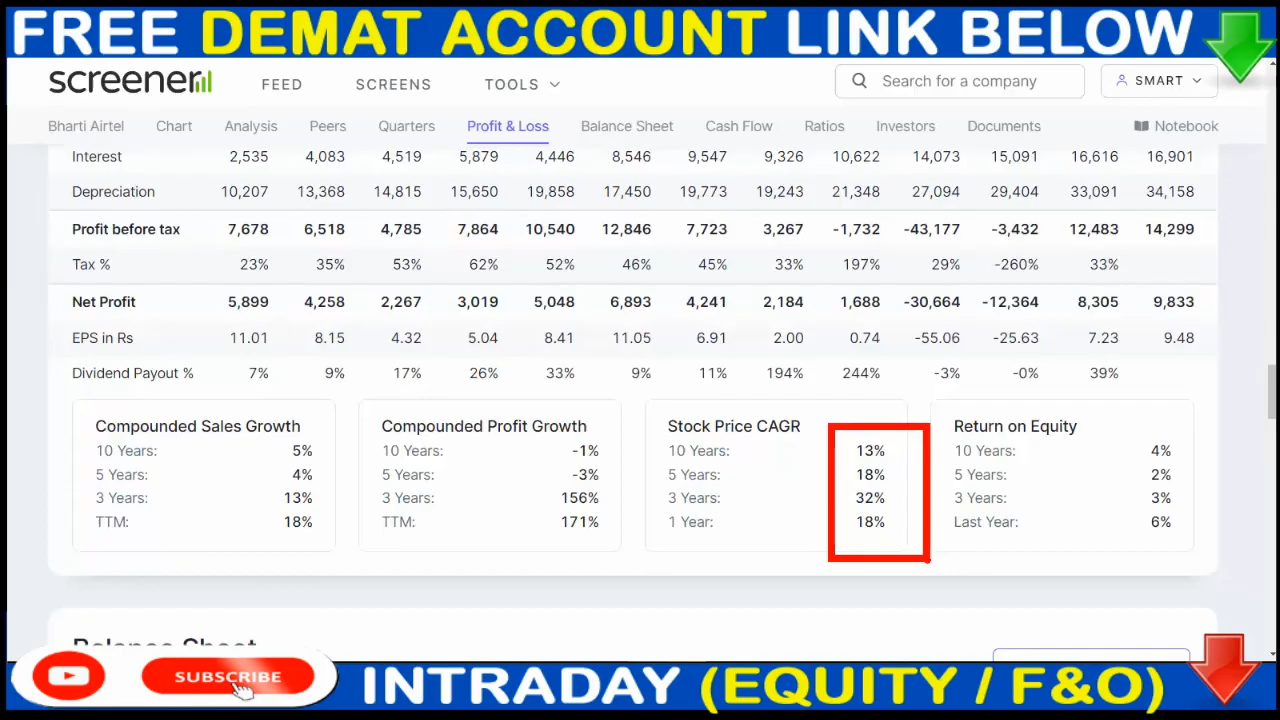 FREE DEMAT ACCOUNT LINK BELOW
screener FEED SCREENS TOOLS Search for a company SMART
Bharti Airtel Chart Analysis Peers Quarters Profit & Loss Balance Sheet Cash Flow Ratios Investors Documents Notebook
Interest 2,535 4,083 4,519 5,879 4,446 8,546 9,547 9,326 10,622 14,073 15,091 16,616 16,901
Depreciation 10,207 13,368 14,815 15,650 19,858 17,450 19,773 19,243 21,348 27,094 29,404 33,091 34,158
Profit before tax 7,678 6,518 4,785 7,864 10,540 12,846 7,723 3,267 -1,732 -43,177 -3,432 12,483 14,299
Tax % 23% 35% 53% 62% 52% 46% 45% 33% 197% 29% -260% 33%
Net Profit 5,899 4,258 2,267 3,019 5,048 6,893 4,241 2,184 1,688 -30,664 -12,364 8,305 9,833
EPS in Rs 11.01 8.15 4.32 5.04 8.41 11.05 6.91 2.00 0.74 -55.06 -25.63 7.23 9.48
Dividend Payout % 7% 9% 17% 26% 33% 9% 11% 194% 244% -3% -0% 39%
Compounded Sales Growth Compounded Profit Growth Stock Price CAGR Return on Equity
10 Years: 5% 10 Years: -1% 10 Years: 13% 10 Years: 4%
5 Years: 4% 5 Years: -3% 5 Years: 18% 5 Years: 2%
3 Years: 13% 3 Years: 156% 3 Years: 32% 3 Years: 3%
TTM: 18% TTM: 171% 1 Year: 18% Last Year: 6%
Balance Sheet
SUBSCRIBE INTRADAY (EQUITY / F&O)